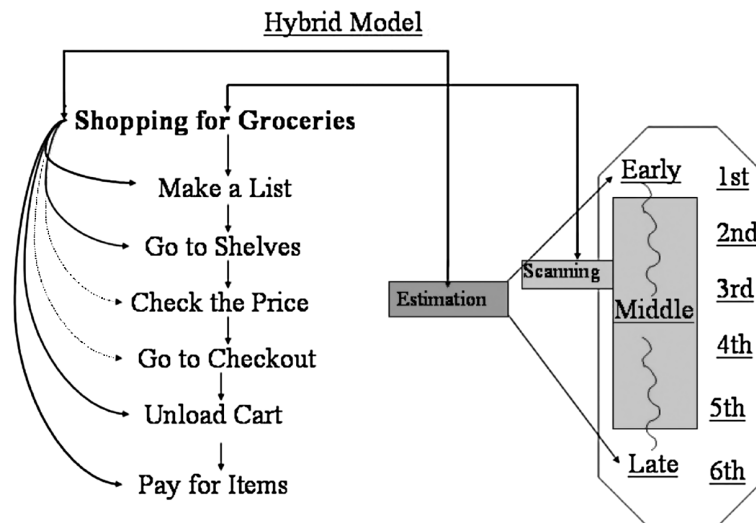 Hybrid Model
Shopping for Groceries
Make a List
Go to Shelves
Check the Price
Go to Checkout
Unload Cart
Pay for Items
Estimation
Scanning
Early
Middle
Late
1st
2nd
3rd
4th
5th
6th